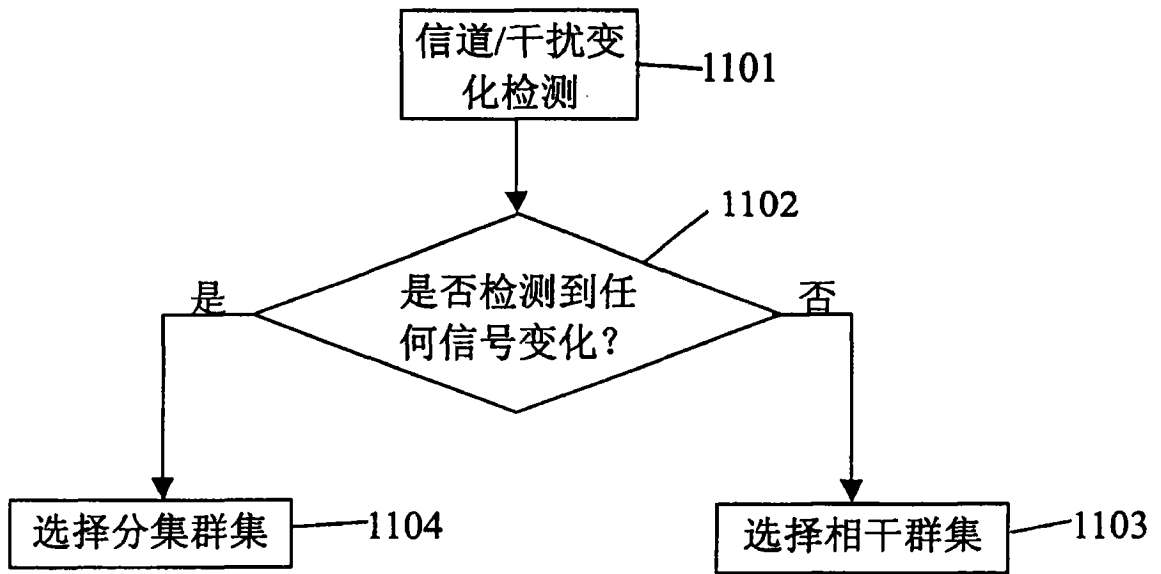 信道/干扰变
化检测
1101
1102
是否检测到任
何信号变化?
是
否
选择分集群集
1104
选择相干群集
1103